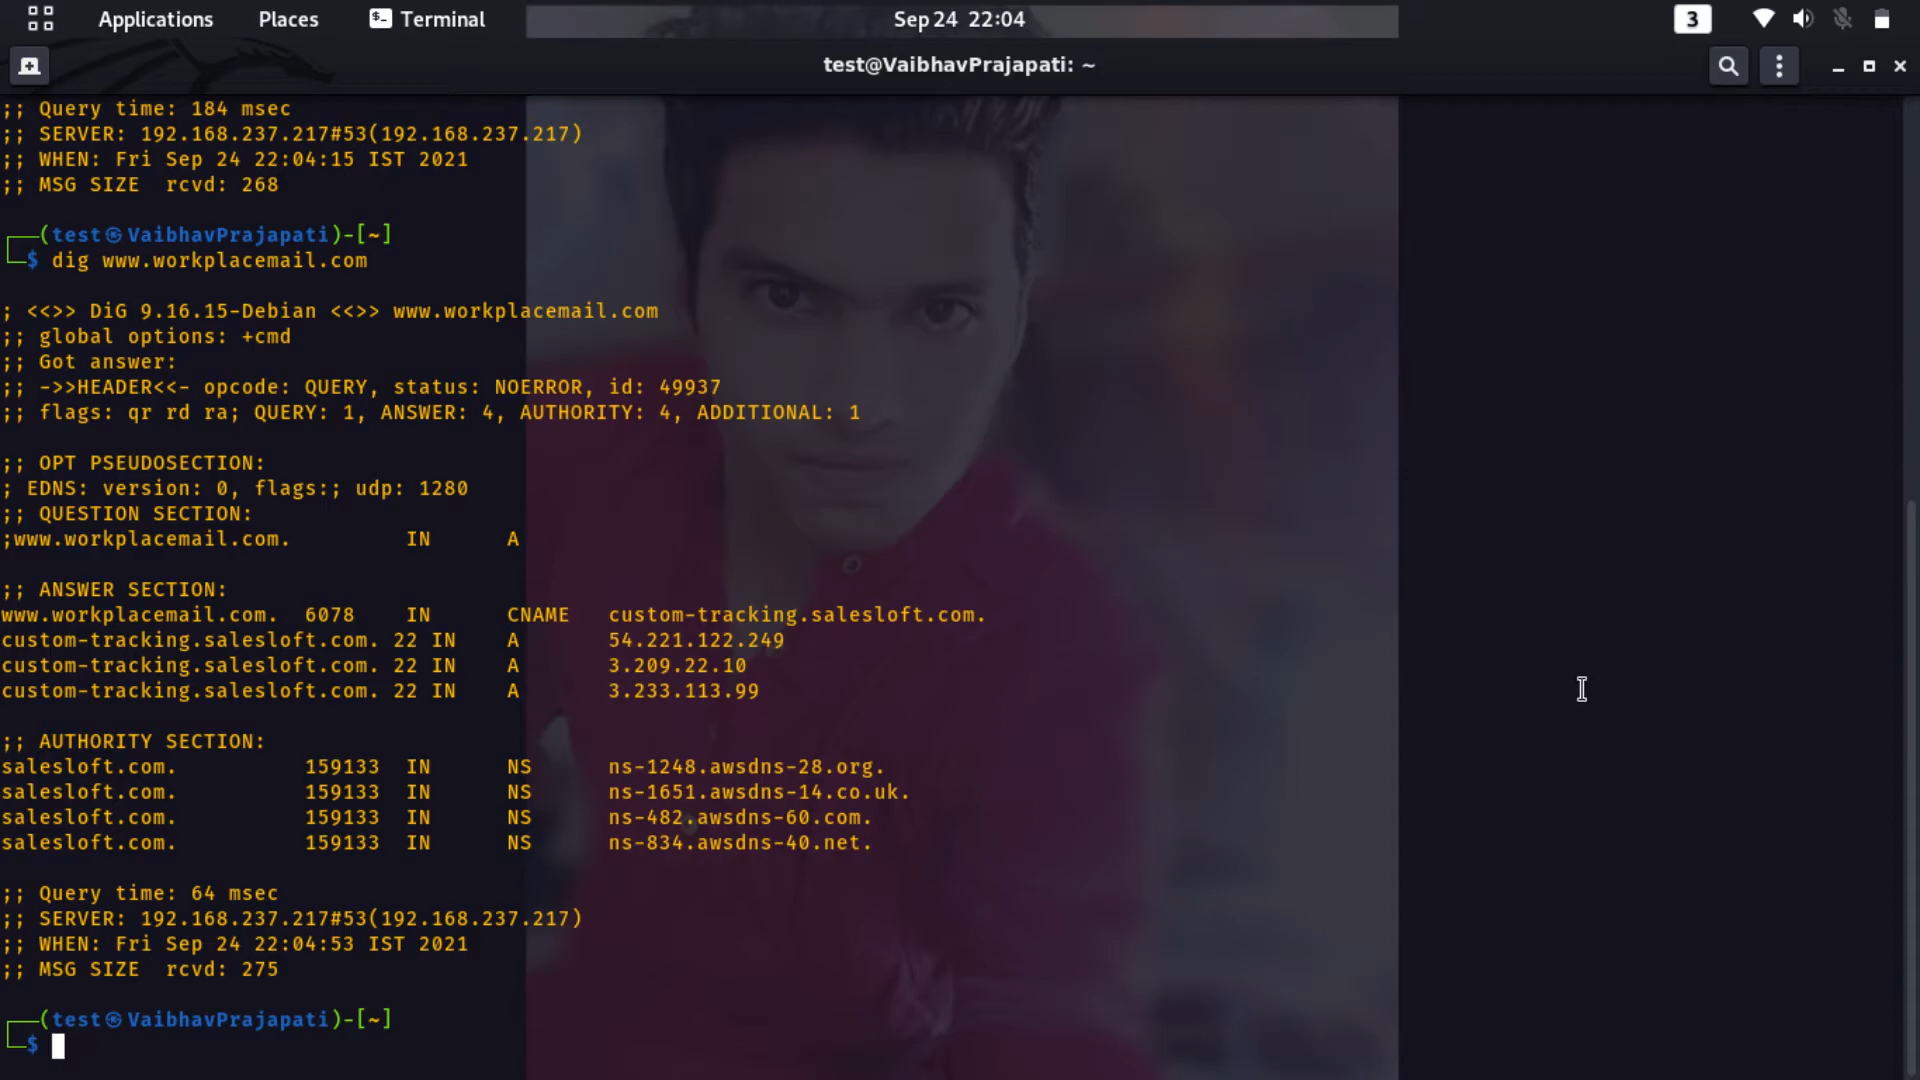 Applications Places Terminal Sep 24 22:04 3
test@VaibhavPrajapati: ~
;; Query time: 184 msec
;; SERVER: 192.168.237.217#53(192.168.237.217)
;; WHEN: Fri Sep 24 22:04:15 IST 2021
;; MSG SIZE  rcvd: 268
┌──(test㉿VaibhavPrajapati)-[~]
└─$ dig www.workplacemail.com
; <<>> DiG 9.16.15-Debian <<>> www.workplacemail.com
;; global options: +cmd
;; Got answer:
;; ->>HEADER<<- opcode: QUERY, status: NOERROR, id: 49937
;; flags: qr rd ra; QUERY: 1, ANSWER: 4, AUTHORITY: 4, ADDITIONAL: 1
;; OPT PSEUDOSECTION:
; EDNS: version: 0, flags:; udp: 1280
;; QUESTION SECTION:
;www.workplacemail.com. IN A
;; ANSWER SECTION:
www.workplacemail.com. 6078 IN CNAME custom-tracking.salesloft.com.
custom-tracking.salesloft.com. 22 IN A 54.221.122.249
custom-tracking.salesloft.com. 22 IN A 3.209.22.10
custom-tracking.salesloft.com. 22 IN A 3.233.113.99
;; AUTHORITY SECTION:
salesloft.com. 159133 IN NS ns-1248.awsdns-28.org.
salesloft.com. 159133 IN NS ns-1651.awsdns-14.co.uk.
salesloft.com. 159133 IN NS ns-482.awsdns-60.com.
salesloft.com. 159133 IN NS ns-834.awsdns-40.net.
;; Query time: 64 msec
;; SERVER: 192.168.237.217#53(192.168.237.217)
;; WHEN: Fri Sep 24 22:04:53 IST 2021
;; MSG SIZE  rcvd: 275
┌──(test㉿VaibhavPrajapati)-[~]
└─$